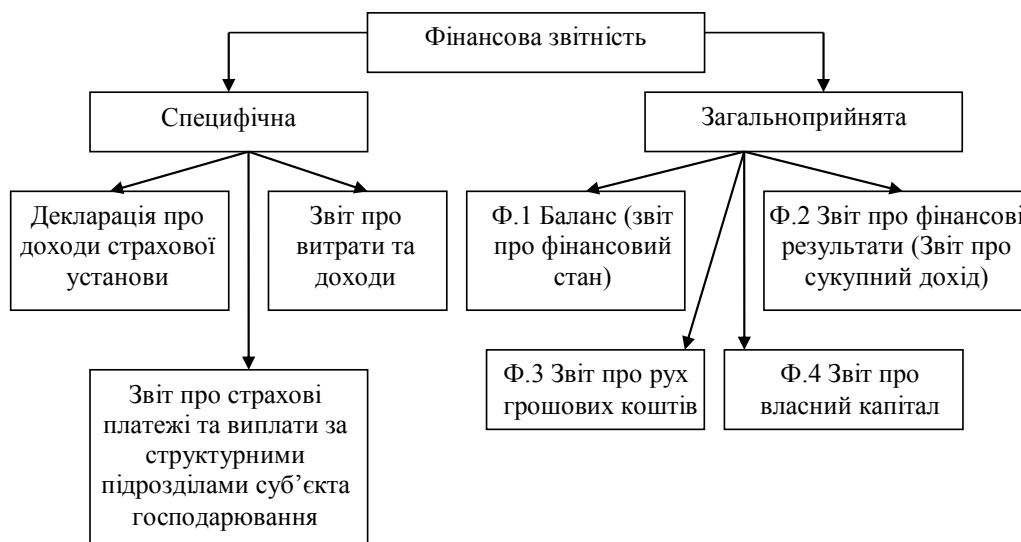 Фінансова звітність
Специфічна
Загальноприйнята
Декларація про
доходи страхової
установи
Звіт про
витрати та
доходи
Ф.1 Баланс (звіт
про фінансовий
стан)
Ф.2 Звіт про фінансові
результати (Звіт про
сукупний дохід)
Звіт про страхові
платежі та виплати за
структурними
підрозділами суб’єкта
господарювання
Ф.3 Звіт про рух
грошових коштів
Ф.4 Звіт про
власний капітал